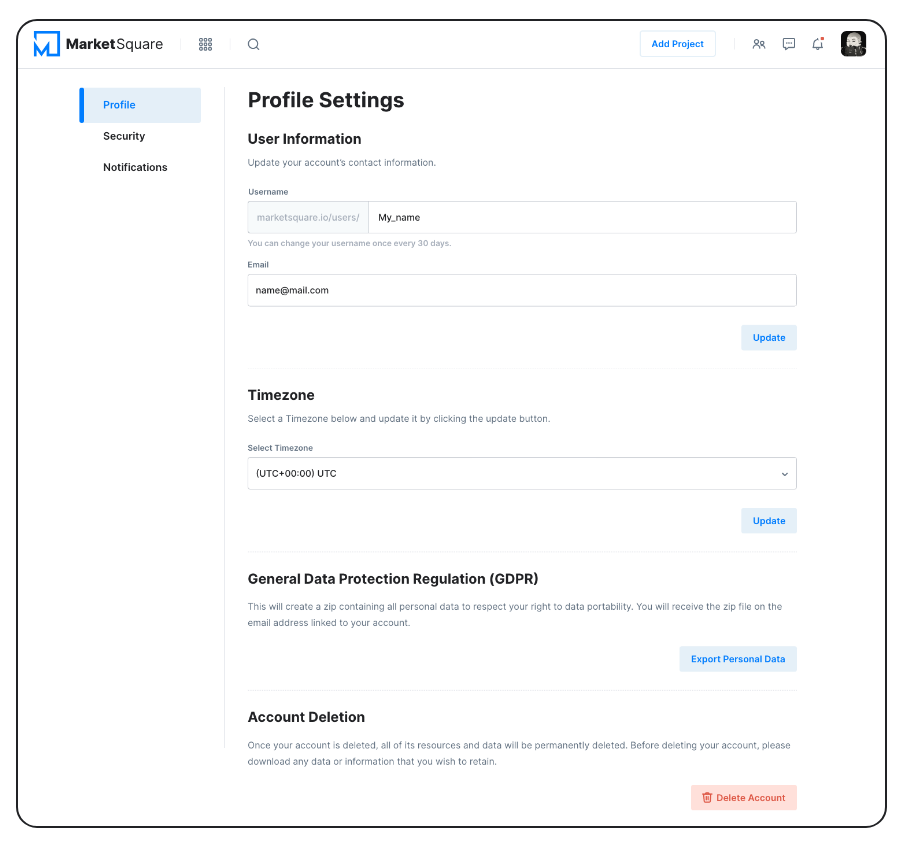 MarketSquare
Add Project
Profile
Security
Notifications
Profile Settings
User Information
Update your account's contact information.
Username
marketsquare.io/users/ My_name
You can change your username once every 30 days.
Email
name@mail.com
Update
Timezone
Select a Timezone below and update it by clicking the update button.
Select Timezone
(UTC+00:00) UTC
Update
General Data Protection Regulation (GDPR)
This will create a zip containing all personal data to respect your right to data portability. You will receive the zip file on the
email address linked to your account.
Export Personal Data
Account Deletion
Once your account is deleted, all of its resources and data will be permanently deleted. Before deleting your account, please
download any data or information that you wish to retain.
Delete Account